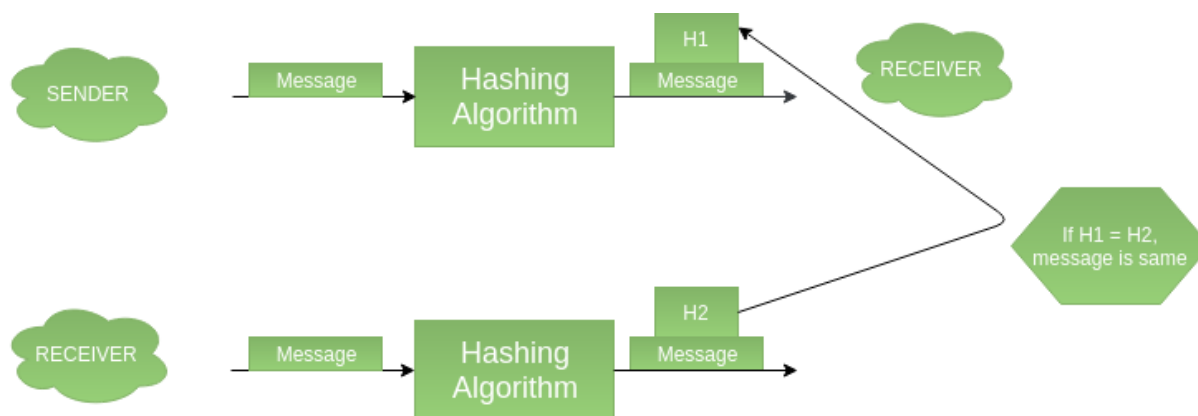 SENDER
Message
Hashing
Algorithm
H1
Message
RECEIVER
If H1 = H2,
message is same
RECEIVER
Message
Hashing
Algorithm
H2
Message